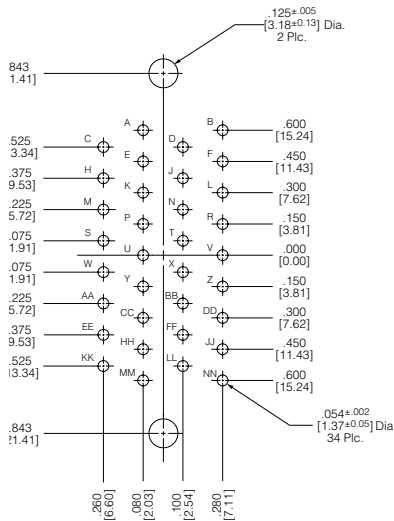 .125±.005
[3.18±0.13] Dia.
2 Plc.
.843
1.41]
A
B
.600
[15.24]
.525
3.34]
C
D
E
F
.450
[11.43]
.375
9.53]
H
J
K
L
.300
[7.62]
.225
5.72]
M
N
P
R
.150
[3.81]
.075
1.91]
S
T
U
V
.000
[0.00]
.075
1.91]
W
X
Y
Z
.150
[3.81]
.225
5.72]
AA
BB
CC
DD
.300
[7.62]
.375
9.53]
EE
FF
HH
JJ
.450
[11.43]
.525
13.34]
KK
LL
MM
NN
.600
[15.24]
.843
21.41]
.054±.002
[1.37±0.05] Dia
34 Plc.
.260
[6.60]
.080
[2.03]
.100
[2.54]
.280
[7.11]